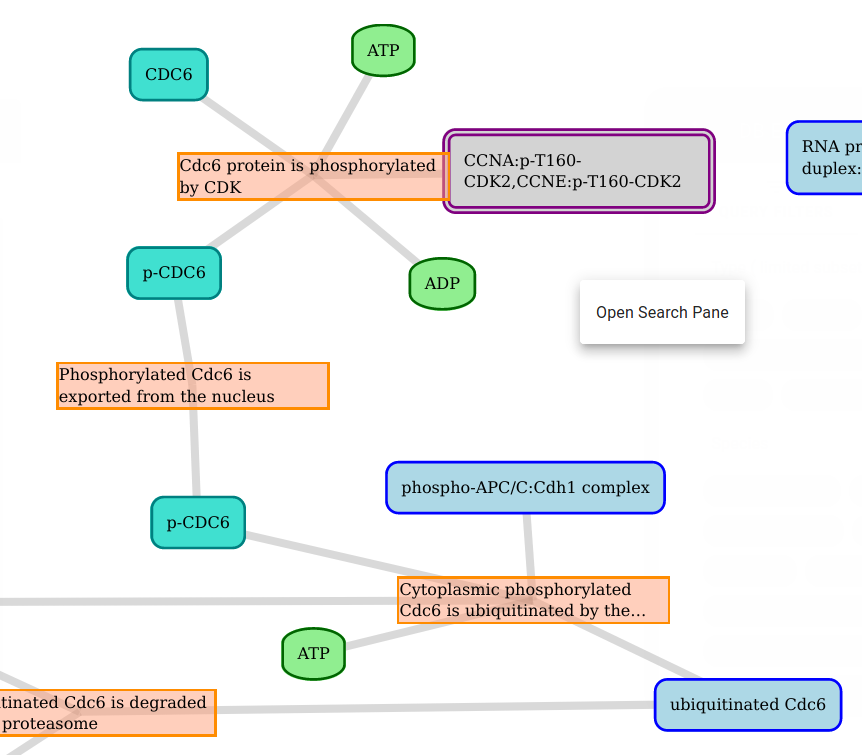 ATP
CDC6
RNA pr
duplex:
CCNA:p-T160-
CDK2,CCNE:p-T160-CDK2
Cdc6 protein is phosphorylated
by CDK
p-CDC6
ADP
Open Search Pane
Phosphorylated Cdc6 is
exported from the nucleus
phospho-APC/C:Cdh1 complex
p-CDC6
Cytoplasmic phosphorylated
Cdc6 is ubiquitinated by the...
ATP
tinated Cdc6 is degraded
proteasome
ubiquitinated Cdc6